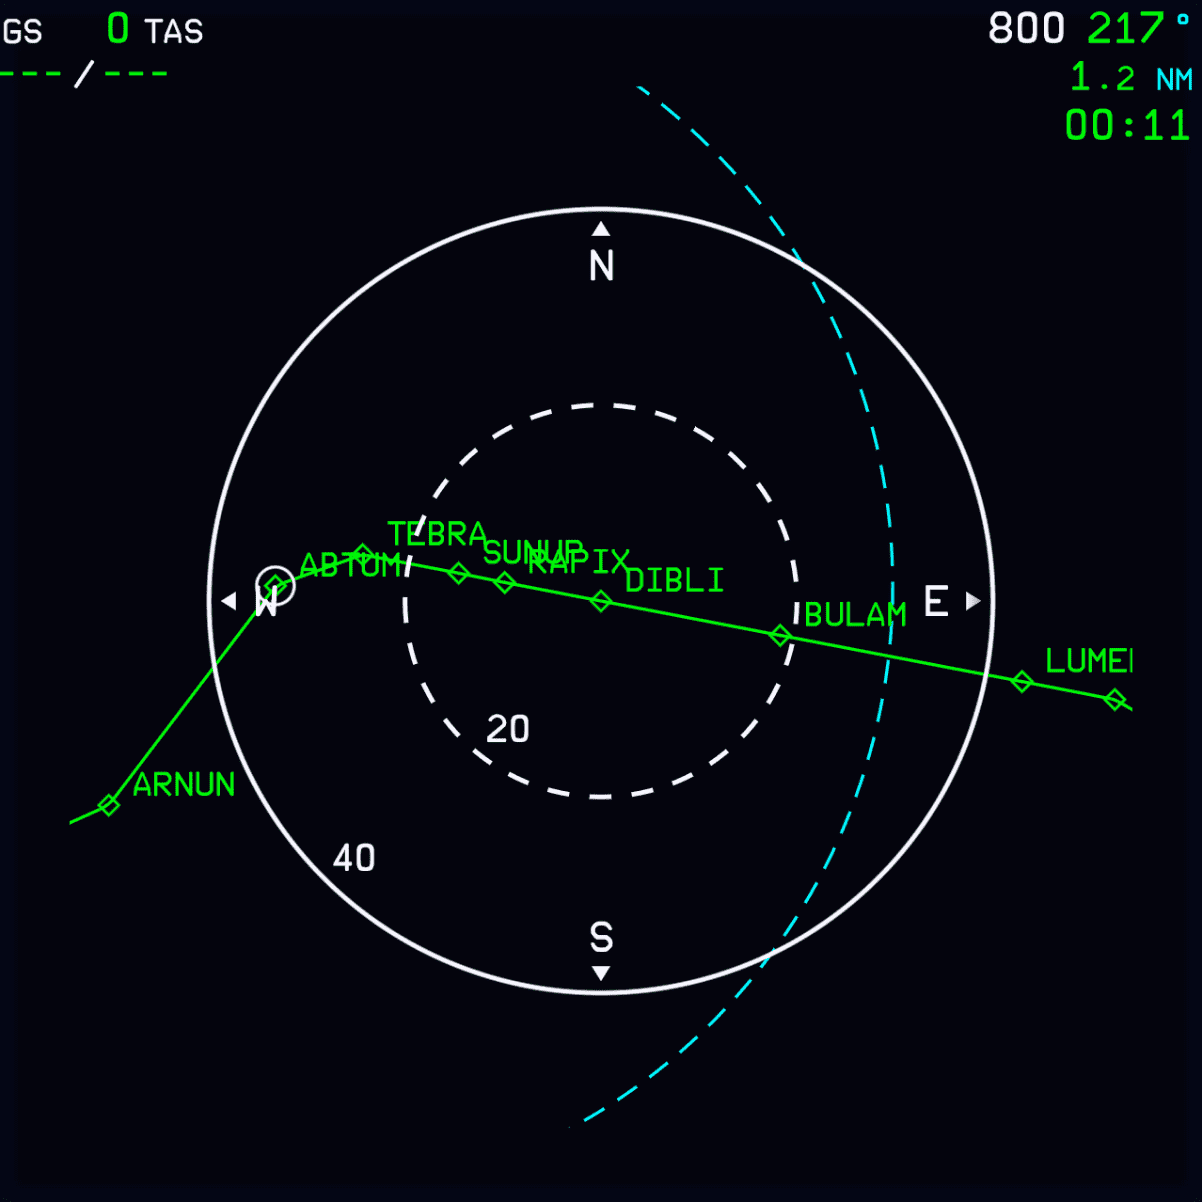 GS 0 TAS 800 217°
--- / --- 1.2 NM
00:11
N
TEBRA
SUNUP
RAPIX
ABTUM
DIBLI
W
E
BULAM
LUME
20
ARNUN
40
S